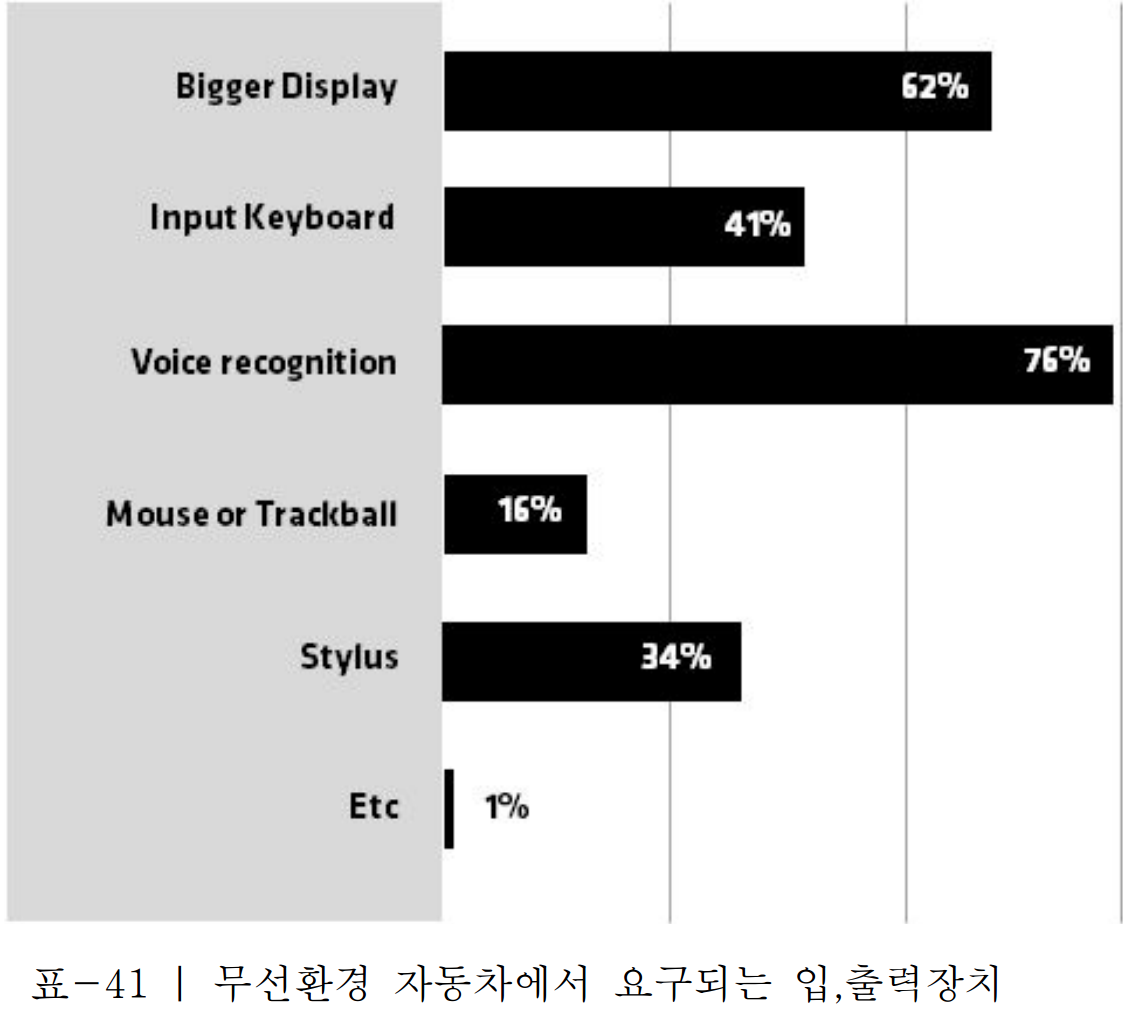 Bigger Display 62%
Input Keyboard 41%
Voice recognition 76%
Mouse or Trackball 16%
Stylus 34%
Etc 1%
표-41 | 무선환경 자동차에서 요구되는 입,출력장치